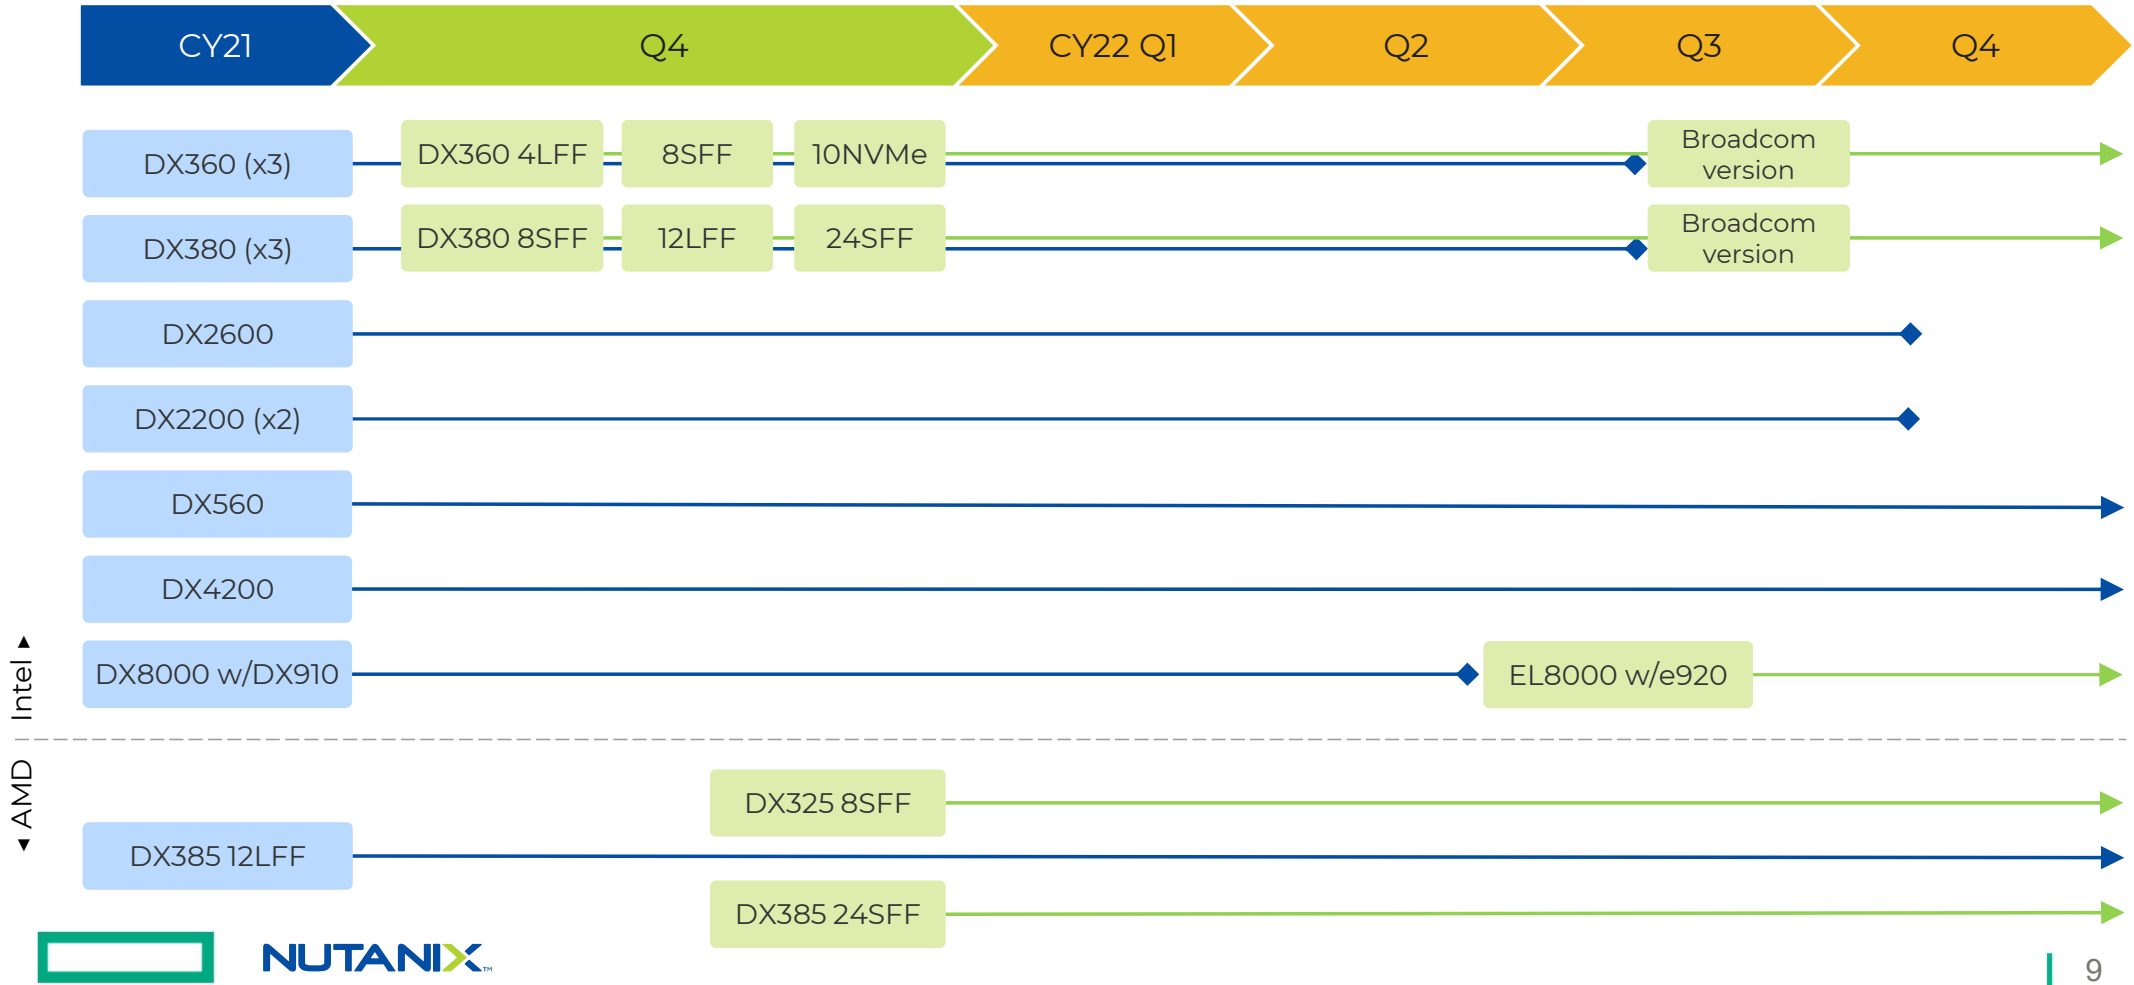 CY21
Q4
CY22 Q1
Q2
Q3
Q4
DX360 (x3)
DX360 4LFF
8SFF
10NVMe
Broadcom
version
DX380 (x3)
DX380 8SFF
12LFF
24SFF
Broadcom
version
DX2600
DX2200 (x2)
DX560
DX4200
DX8000 w/DX910
EL8000 w/e920
Intel ▶
◀ AMD
DX325 8SFF
DX385 12LFF
DX385 24SFF
NUTANIX™
9